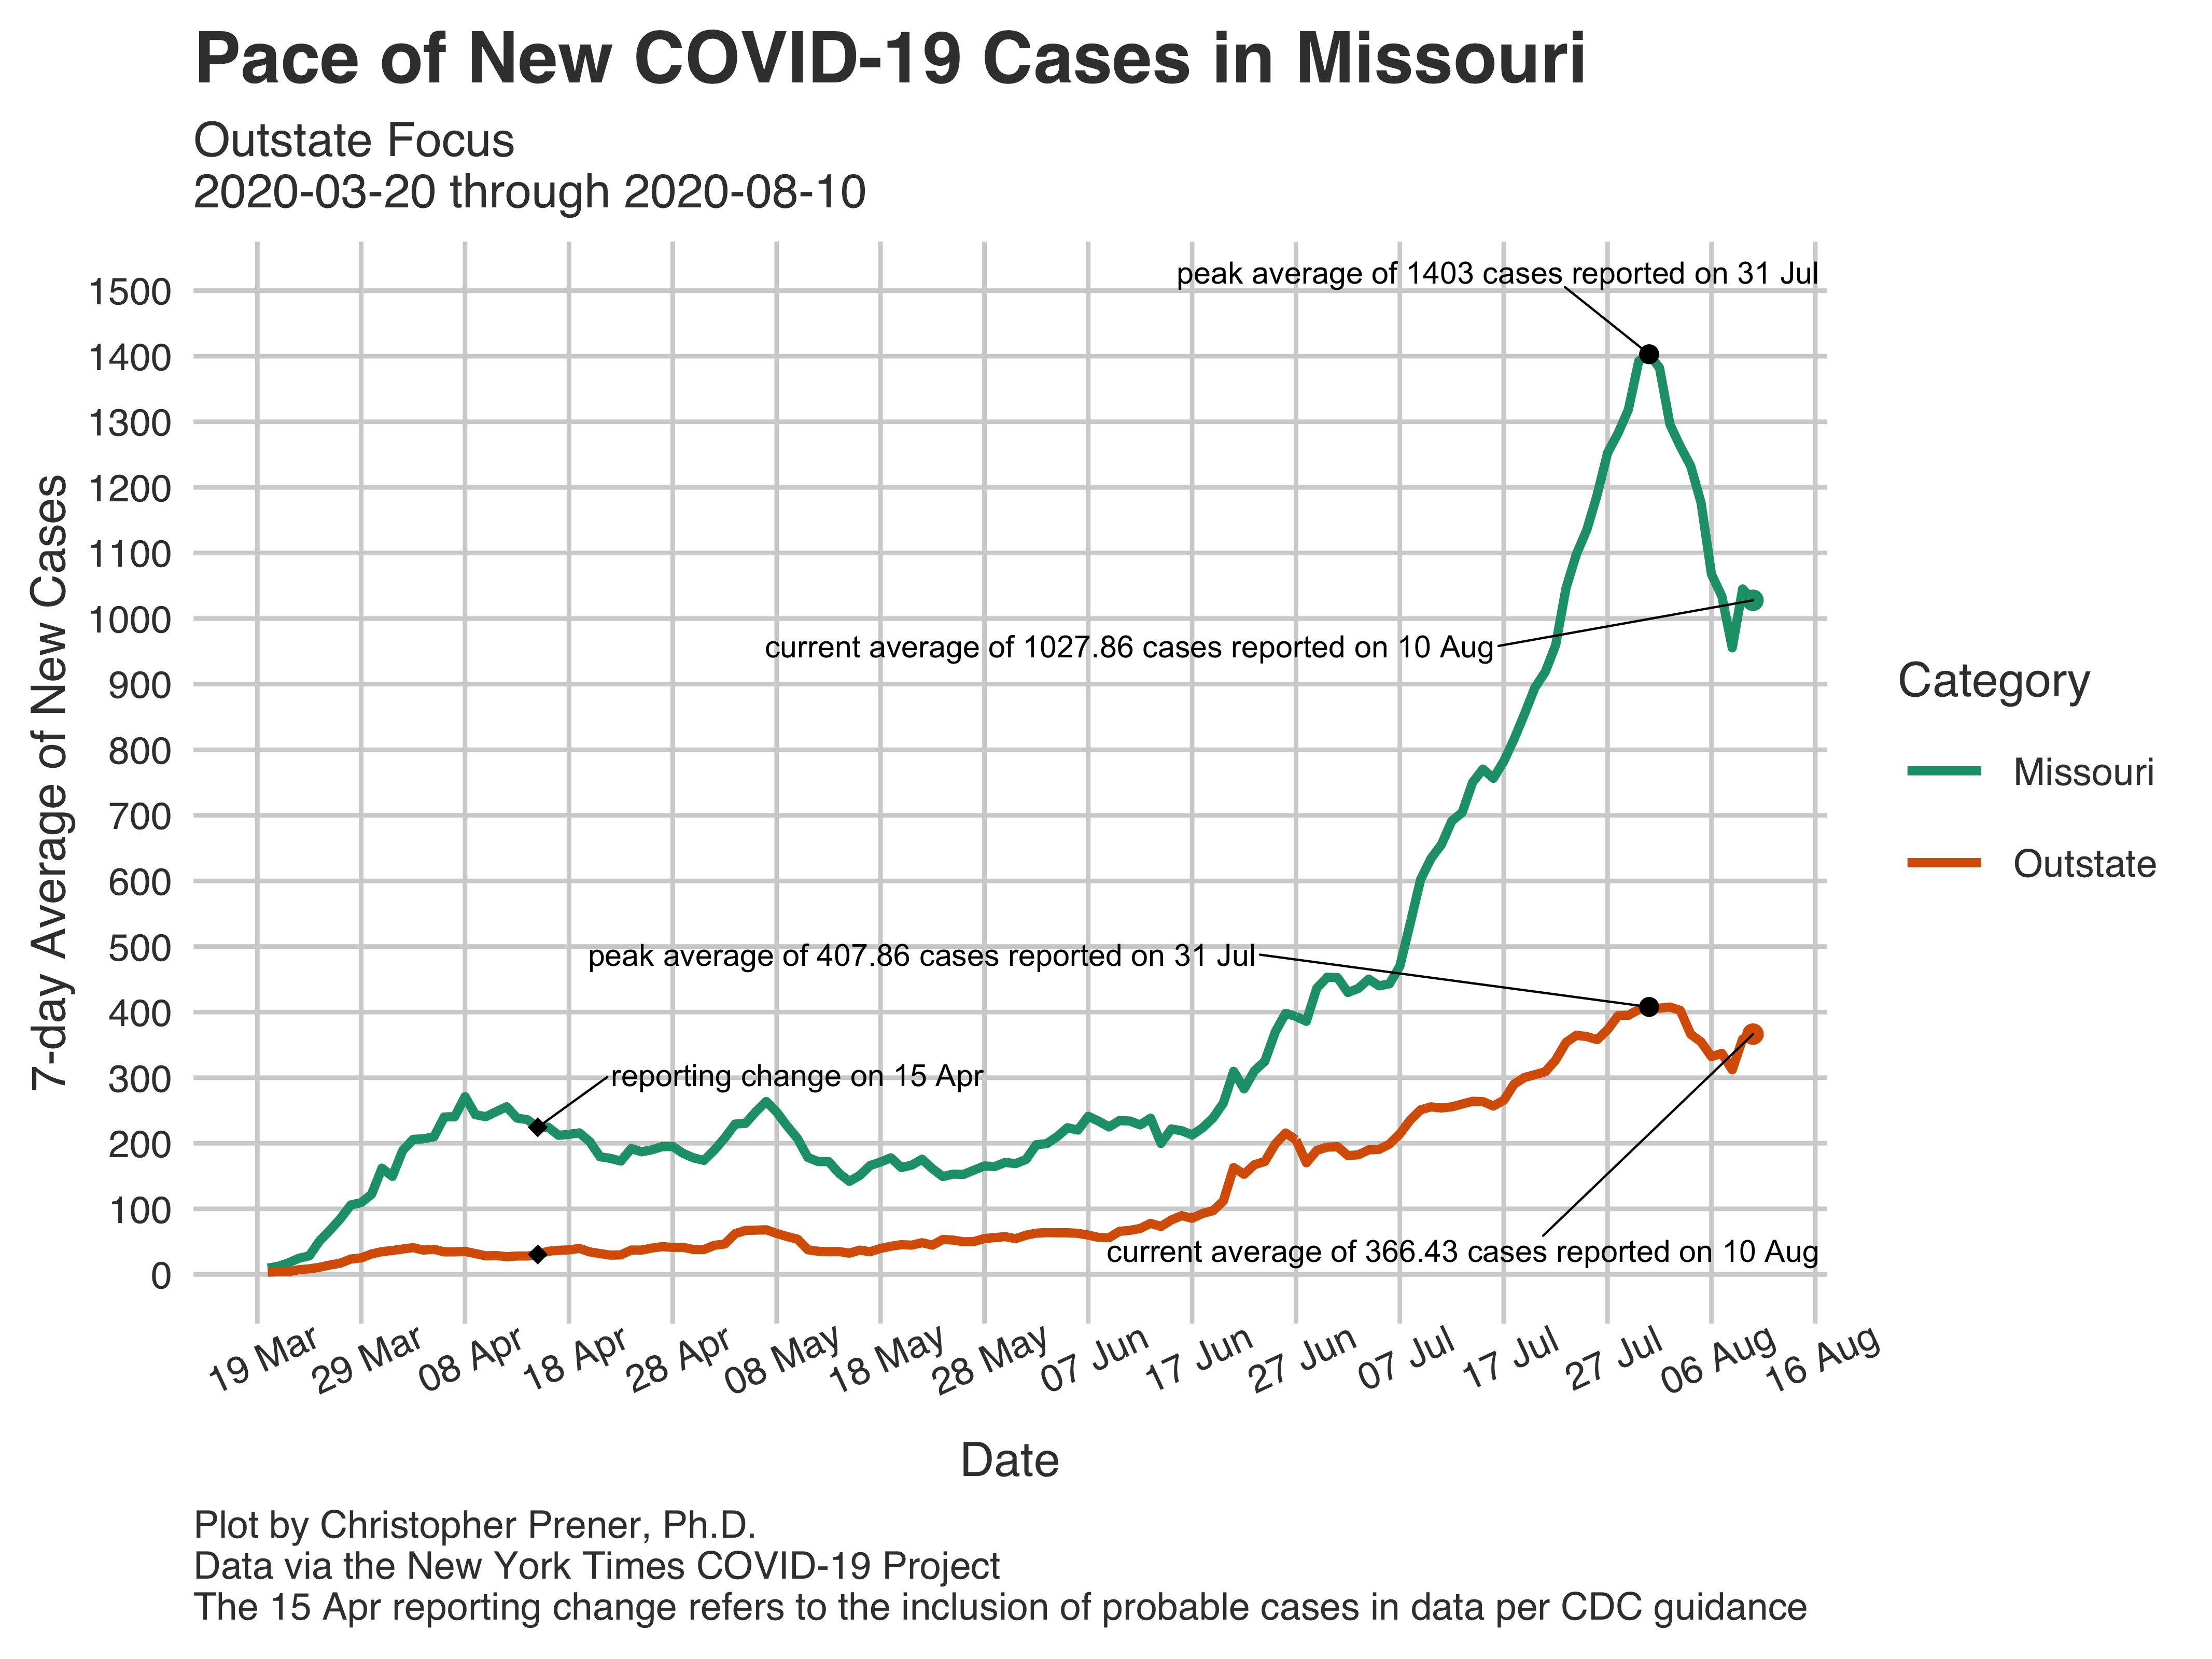 Pace of New COVID-19 Cases in Missouri
Outstate Focus
2020-03-20 through 2020-08-10
7-day Average of New Cases
1500
1400
1300
1200
1100
1000
900
800
700
600
500
400
300
200
100
0
peak average of 1403 cases reported on 31 Jul
current average of 1027.86 cases reported on 10 Aug
peak average of 407.86 cases reported on 31 Jul
reporting change on 15 Apr
current average of 366.43 cases reported on 10 Aug
19 Mar
29 Mar
08 Apr
18 Apr
28 Apr
08 May
18 May
28 May
07 Jun
17 Jun
27 Jun
07 Jul
17 Jul
27 Jul
06 Aug
16 Aug
Date
Category
Missouri
Outstate
Plot by Christopher Prener, Ph.D.
Data via the New York Times COVID-19 Project
The 15 Apr reporting change refers to the inclusion of probable cases in data per CDC guidance